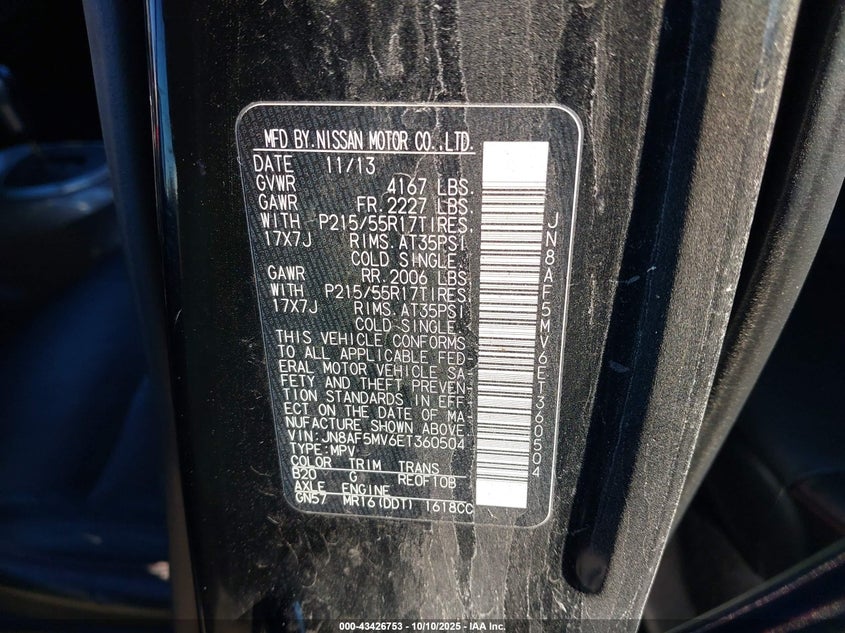 MFD BY.NISSAN MOTOR CO.,LTD.
DATE 11/13
GVWR 4167 LBS.
GAWR FR.2227 LBS.
WITH P215/55R17TIRES,
17X7J RIMS.AT35PSI
COLD SINGLE.
GAWR RR.2006 LBS
WITH P215/55R17TIRES,
17X7J RIMS.AT35PSI
COLD SINGLE.
THIS VEHICLE CONFORMS
TO ALL APPLICABLE FED-
ERAL MOTOR VEHICLE SA-
FETY AND THEFT PREVEN-
TION STANDARDS IN EFF-
ECT ON THE DATE OF MA-
NUFACTURE SHOWN ABOVE.
VIN:JN8AF5MV6ET360504
TYPE:MPV
COLOR TRIM TRANS
B20 G RE0F10B
AXLE ENGINE
GN57 MR16(DDT) 1618CC
JN8AF5MV6ET360504
000-43426753 - 10/10/2025 - IAA Inc.